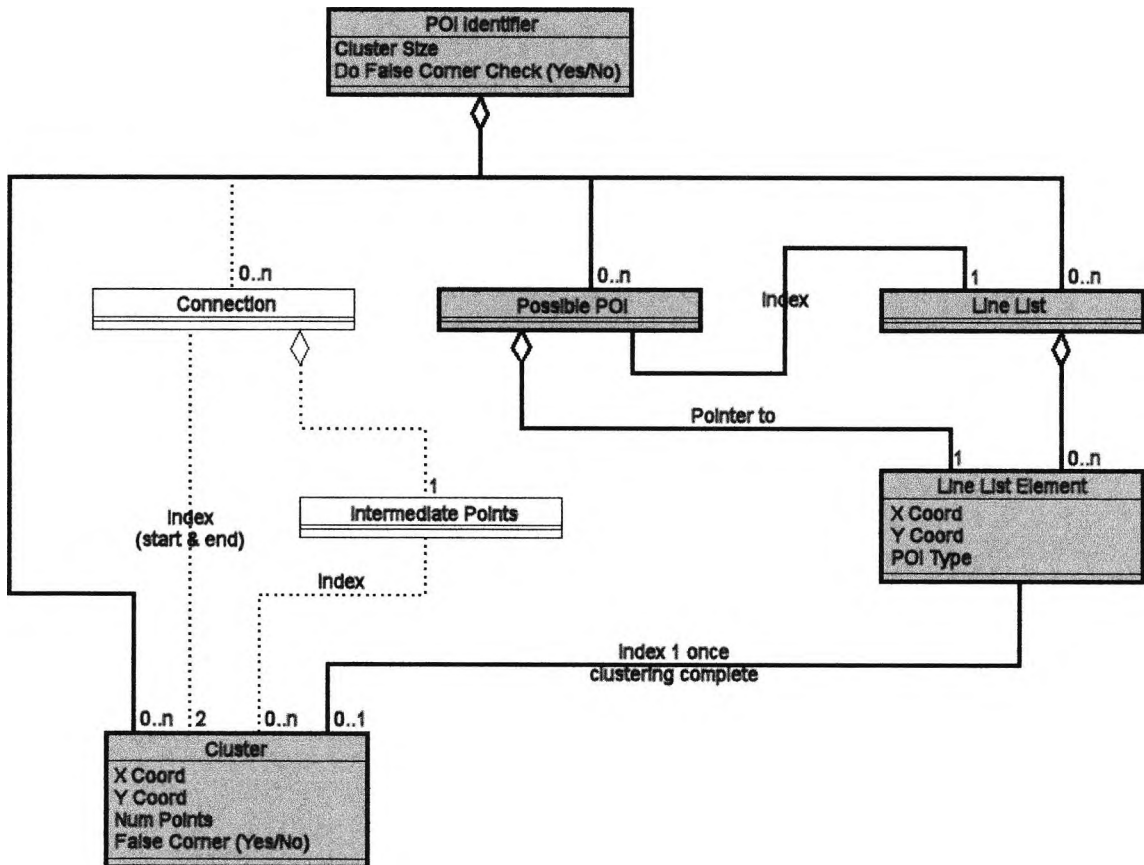 POI Identifier
Cluster Size
Do False Corner Check (Yes/No)
0..n
0..n
1
0..n
Connection
Possible POI
Index
Line List
Pointer to
1
1
0..n
Intermediate Points
Line List Element
X Coord
Y Coord
POI Type
Index
(start & end)
Index
Index 1 once
clustering complete
0..n
2
0..n
0..1
Cluster
X Coord
Y Coord
Num Points
False Corner (Yes/No)